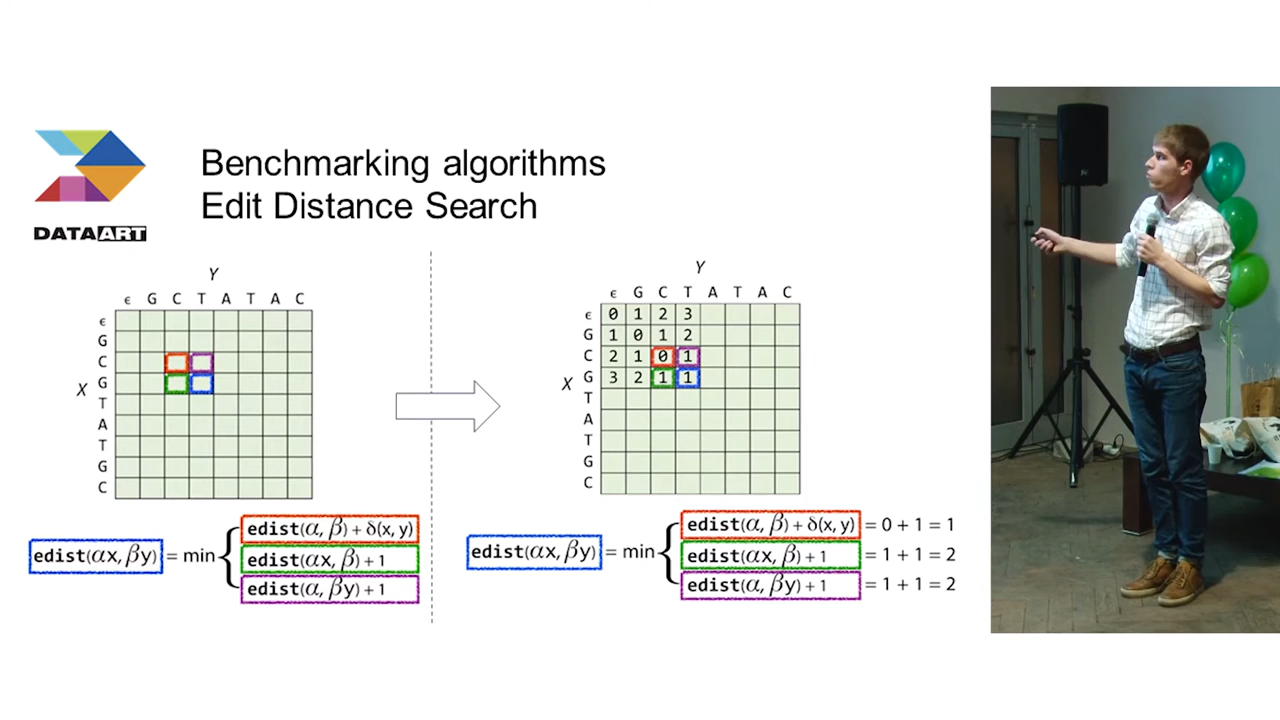 Benchmarking algorithms
Edit Distance Search
DATAART
Y
ϵ G C T A T A C
X
ϵ
G
C
G
T
A
T
G
C
edist(αx, βy) = min
edist(α, β) + δ(x, y)
edist(αx, β) + 1
edist(α, βy) + 1
Y
ϵ G C T A T A C
X
ϵ 0 1 2 3
G 1 0 1 2
C 2 1 0 1
G 3 2 1 1
T
A
T
G
C
edist(αx, βy) = min
edist(α, β) + δ(x, y) = 0 + 1 = 1
edist(αx, β) + 1 = 1 + 1 = 2
edist(α, βy) + 1 = 1 + 1 = 2